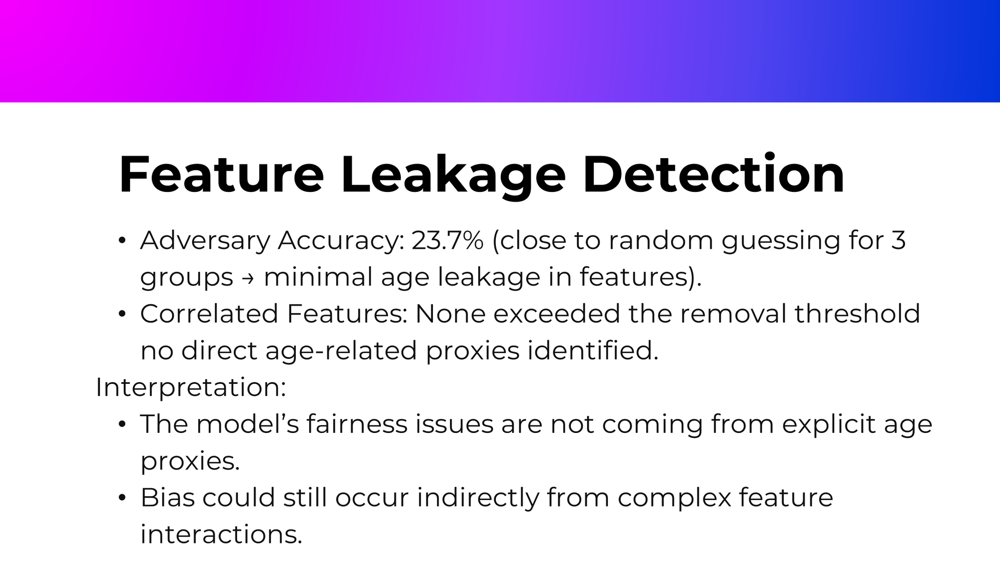 Feature Leakage Detection
• Adversary Accuracy: 23.7% (close to random guessing for 3
groups → minimal age leakage in features).
• Correlated Features: None exceeded the removal threshold
no direct age-related proxies identified.
Interpretation:
• The model’s fairness issues are not coming from explicit age
proxies.
• Bias could still occur indirectly from complex feature
interactions.